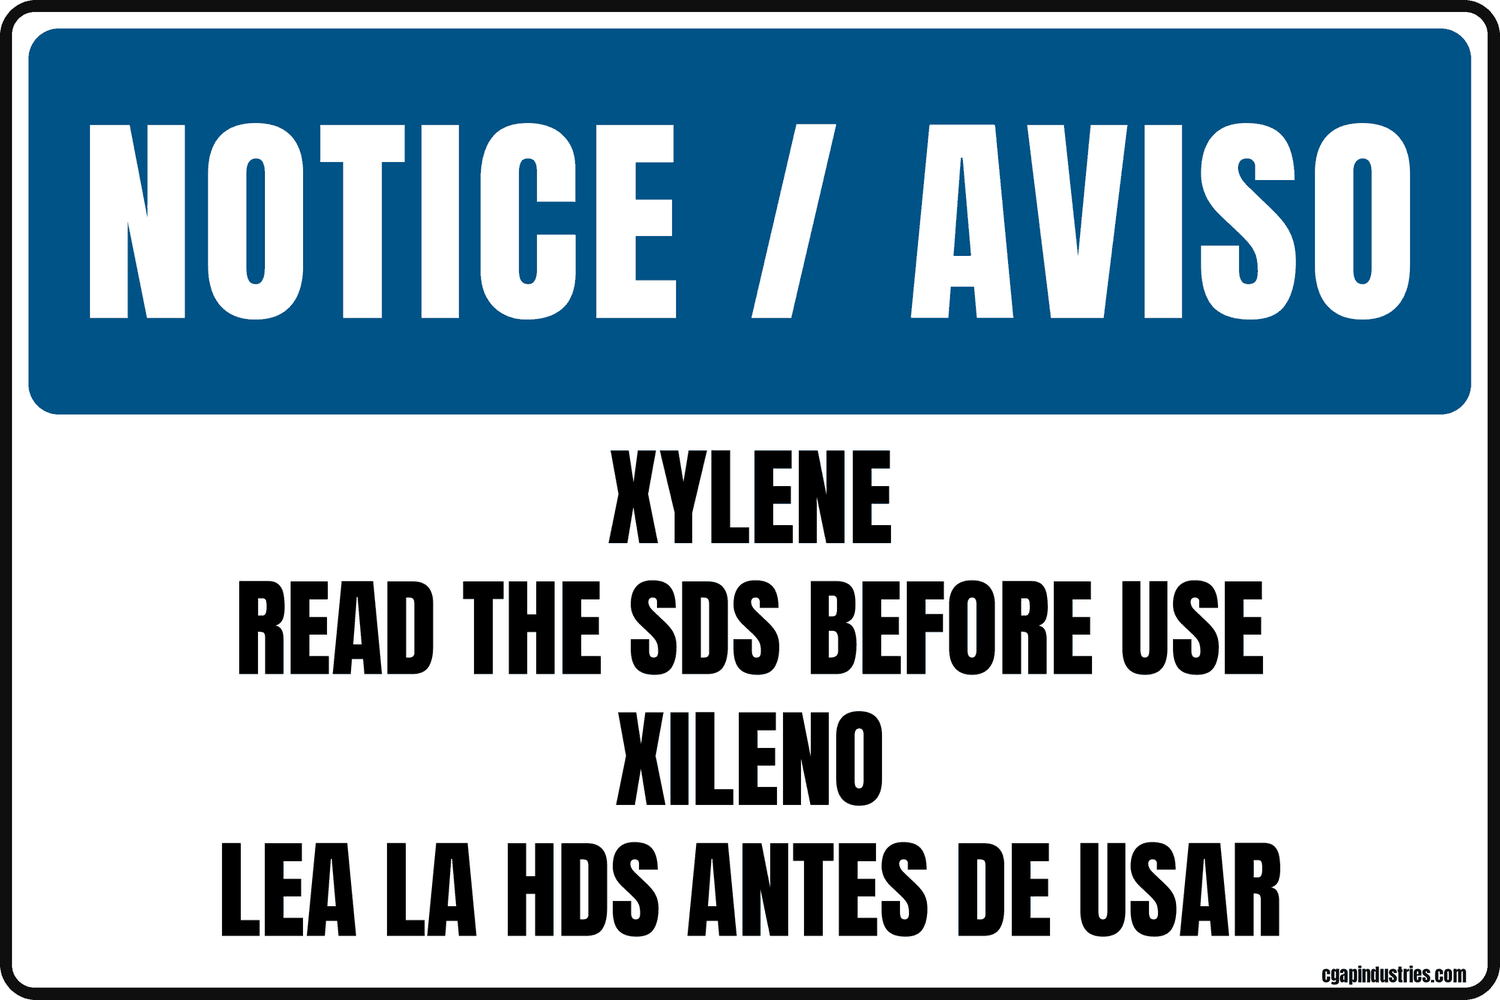 NOTICE / AVISO
XYLENE
READ THE SDS BEFORE USE
XILENO
LEA LA HDS ANTES DE USAR
cgapindustries.com